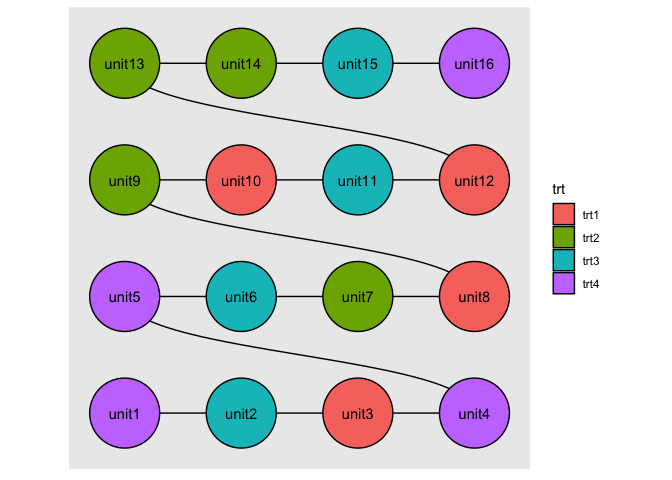 unit13 unit14 unit15 unit16
unit9 unit10 unit11 unit12
unit5 unit6 unit7 unit8
unit1 unit2 unit3 unit4
trt
trt1
trt2
trt3
trt4